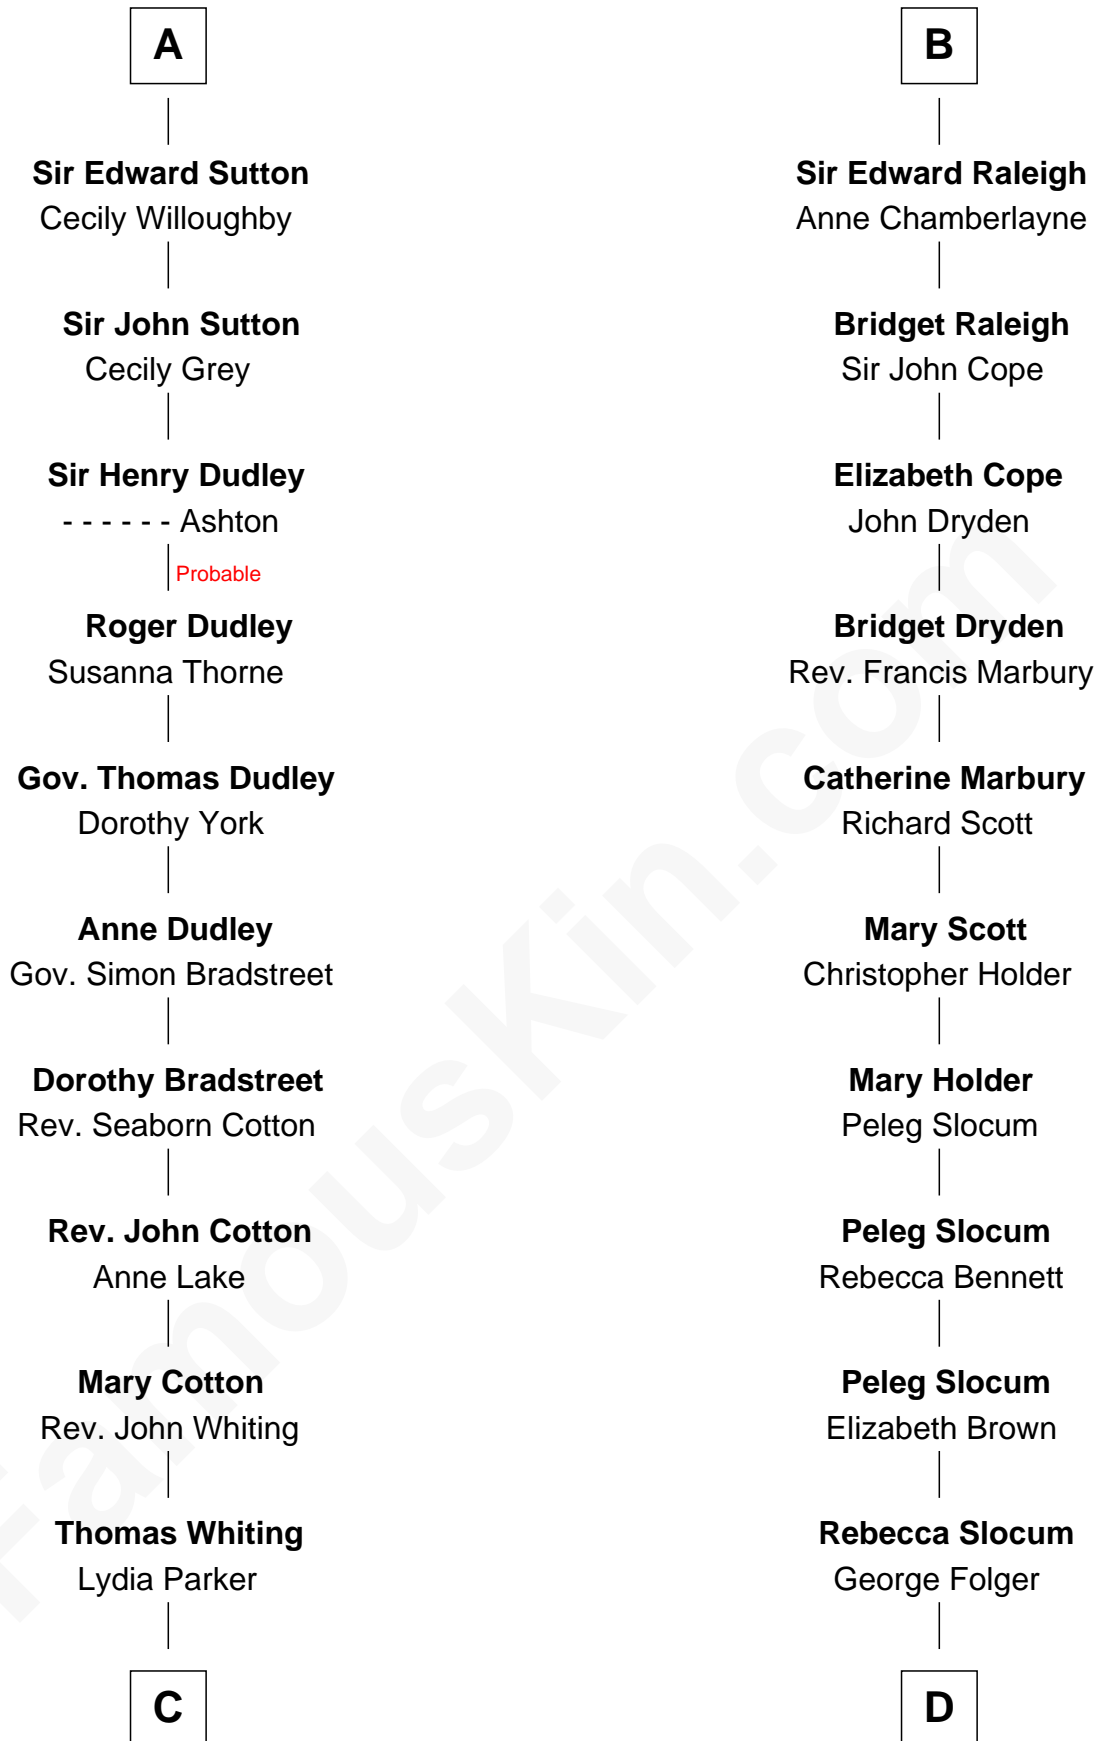 A
Sir Edward Sutton
Cecily Willoughby
Sir John Sutton
Cecily Grey
Sir Henry Dudley
- - - - - - Ashton
Probable
Roger Dudley
Susanna Thorne
Gov. Thomas Dudley
Dorothy York
Anne Dudley
Gov. Simon Bradstreet
Dorothy Bradstreet
Rev. Seaborn Cotton
Rev. John Cotton
Anne Lake
Mary Cotton
Rev. John Whiting
Thomas Whiting
Lydia Parker
C
B
Sir Edward Raleigh
Anne Chamberlayne
Bridget Raleigh
Sir John Cope
Elizabeth Cope
John Dryden
Bridget Dryden
Rev. Francis Marbury
Catherine Marbury
Richard Scott
Mary Scott
Christopher Holder
Mary Holder
Peleg Slocum
Peleg Slocum
Rebecca Bennett
Peleg Slocum
Elizabeth Brown
Rebecca Slocum
George Folger
D
FamousKin.com